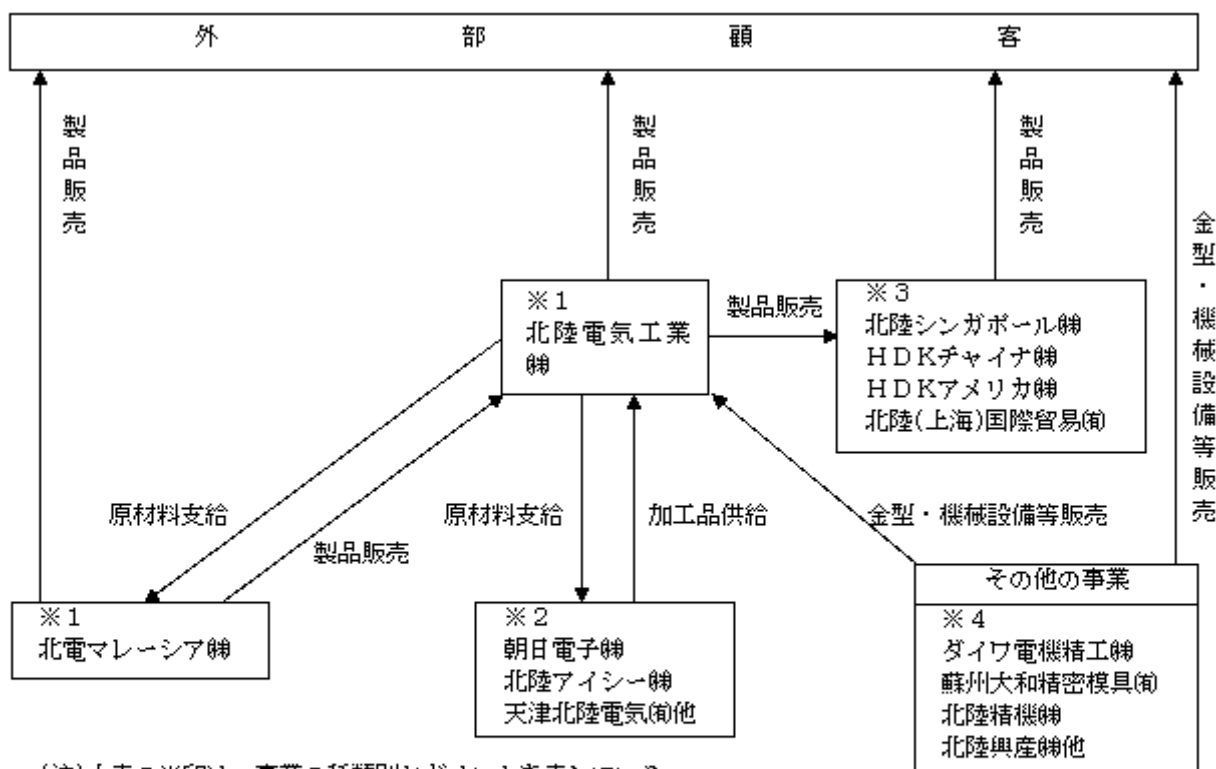 外部顧客
製品販売
製品販売
製品販売
金型・機械設備等販売
※1
北陸電気工業
㈱
製品販売
※3
北陸シンガポール㈱
HDKチャイナ㈱
HDKアメリカ㈱
北陸(上海)国際貿易㈲
原材料支給
製品販売
原材料支給
加工品供給
金型・機械設備等販売
※1
北電マレーシア㈱
※2
朝日電子㈱
北陸アイシー㈱
天津北陸電気㈲他
その他の事業
※4
ダイワ電機精工㈱
蘇州大和精密模具㈲
北陸精機㈱
北陸興産㈱他